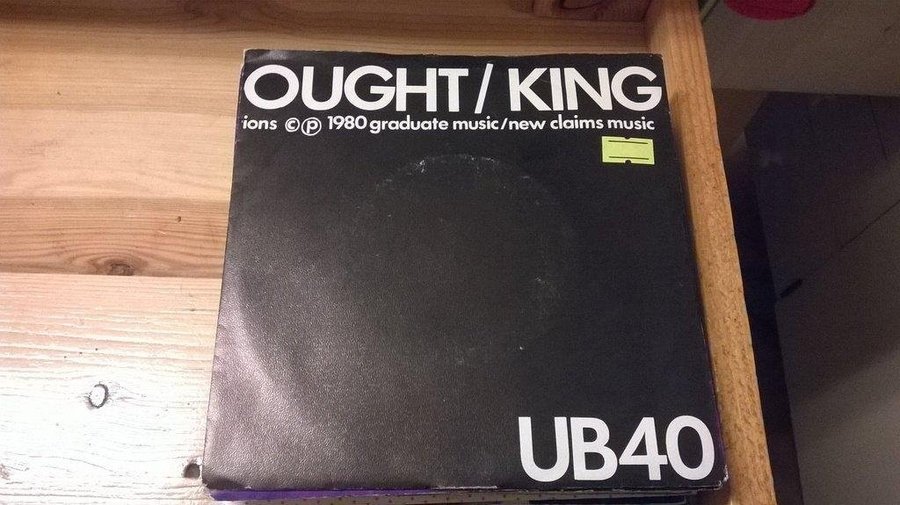 OUGHT/KING
ions ©℗ 1980 graduate music/new claims music
UB40